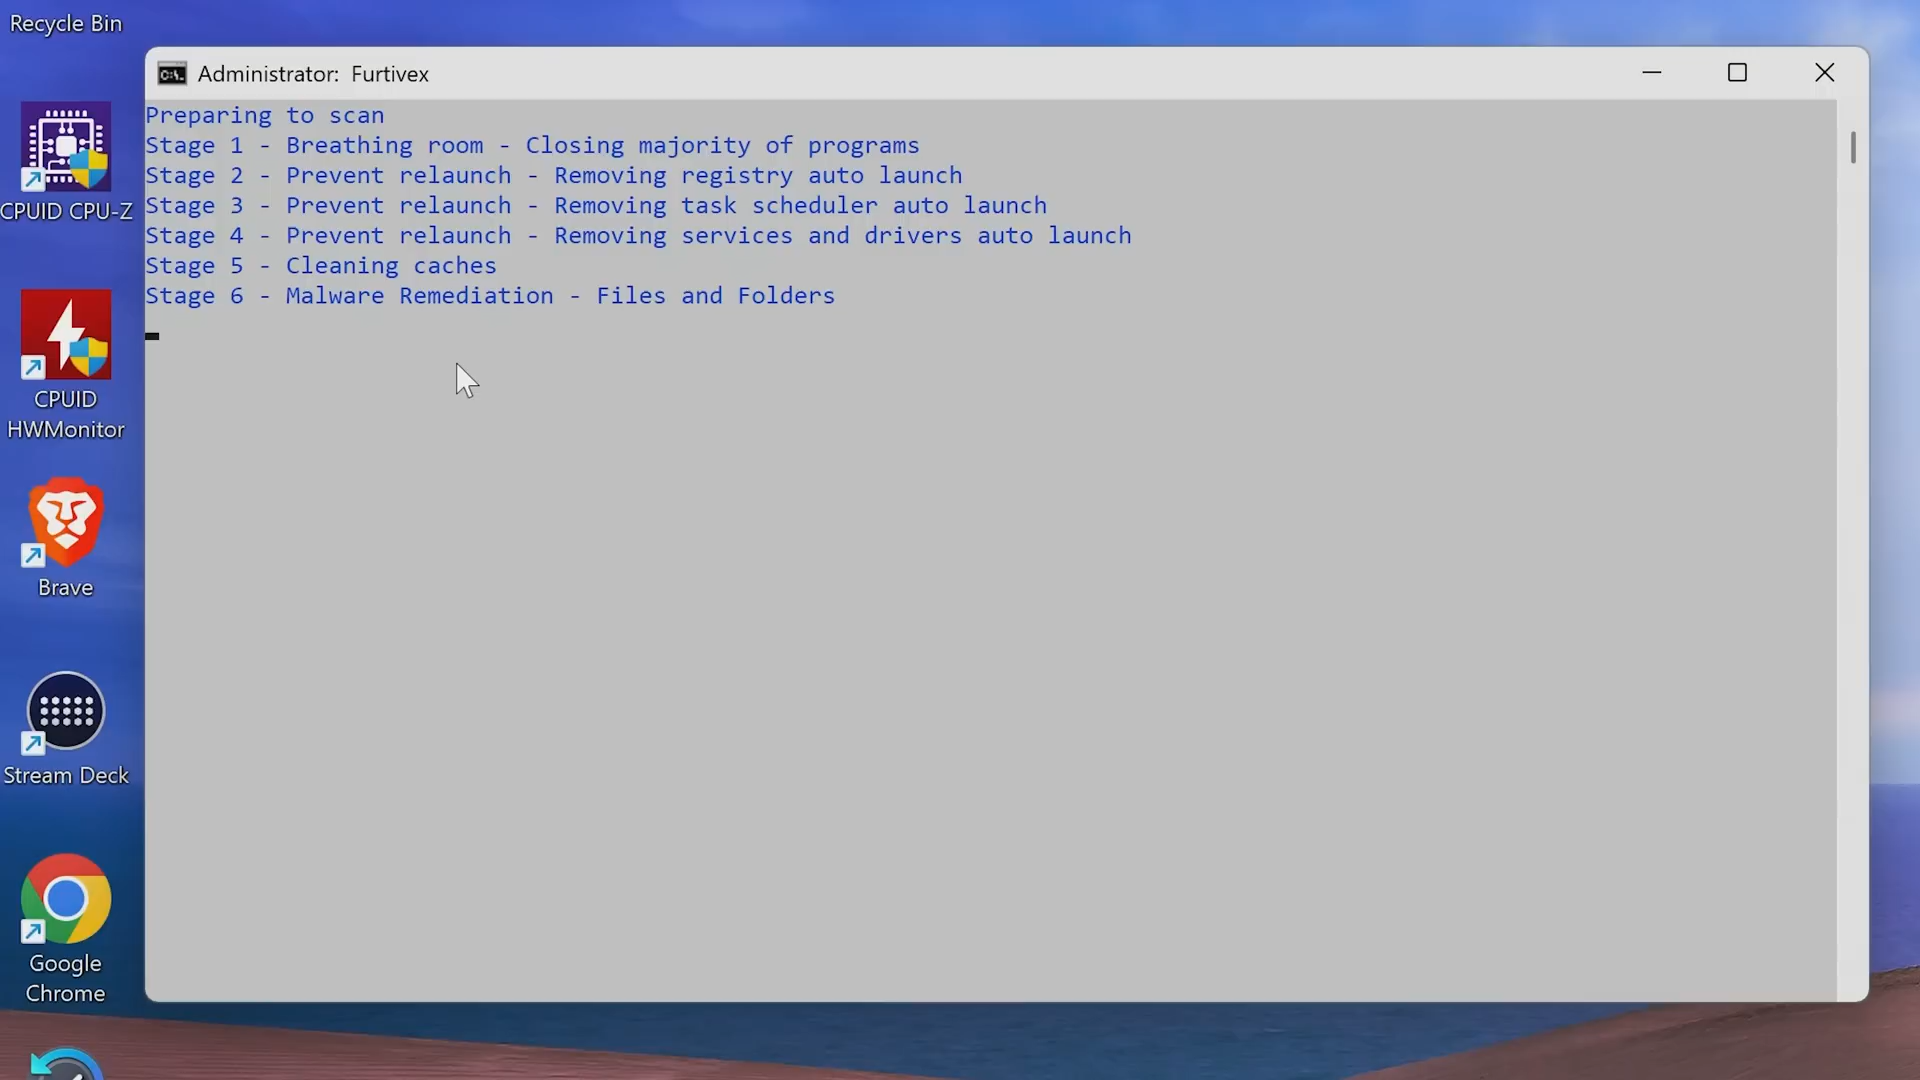 Recycle Bin
Administrator: Furtivex
Preparing to scan
Stage 1 - Breathing room - Closing majority of programs
Stage 2 - Prevent relaunch - Removing registry auto launch
Stage 3 - Prevent relaunch - Removing task scheduler auto launch
Stage 4 - Prevent relaunch - Removing services and drivers auto launch
Stage 5 - Cleaning caches
Stage 6 - Malware Remediation - Files and Folders
CPUID CPU-Z
CPUID
HWMonitor
Brave
Stream Deck
Google
Chrome